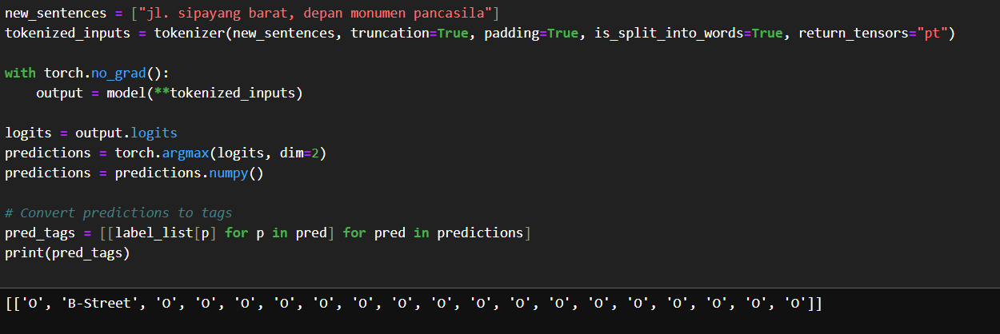 new_sentences = ["jl. sipayang barat, depan monumen pancasila"]
tokenized_inputs = tokenizer(new_sentences, truncation=True, padding=True, is_split_into_words=True, return_tensors="pt")
with torch.no_grad():
    output = model(**tokenized_inputs)
logits = output.logits
predictions = torch.argmax(logits, dim=2)
predictions = predictions.numpy()
# Convert predictions to tags
pred_tags = [[label_list[p] for p in pred] for pred in predictions]
print(pred_tags)
[['O', 'B-Street', 'O', 'O', 'O', 'O', 'O', 'O', 'O', 'O', 'O', 'O', 'O', 'O', 'O', 'O', 'O', 'O', 'O']]